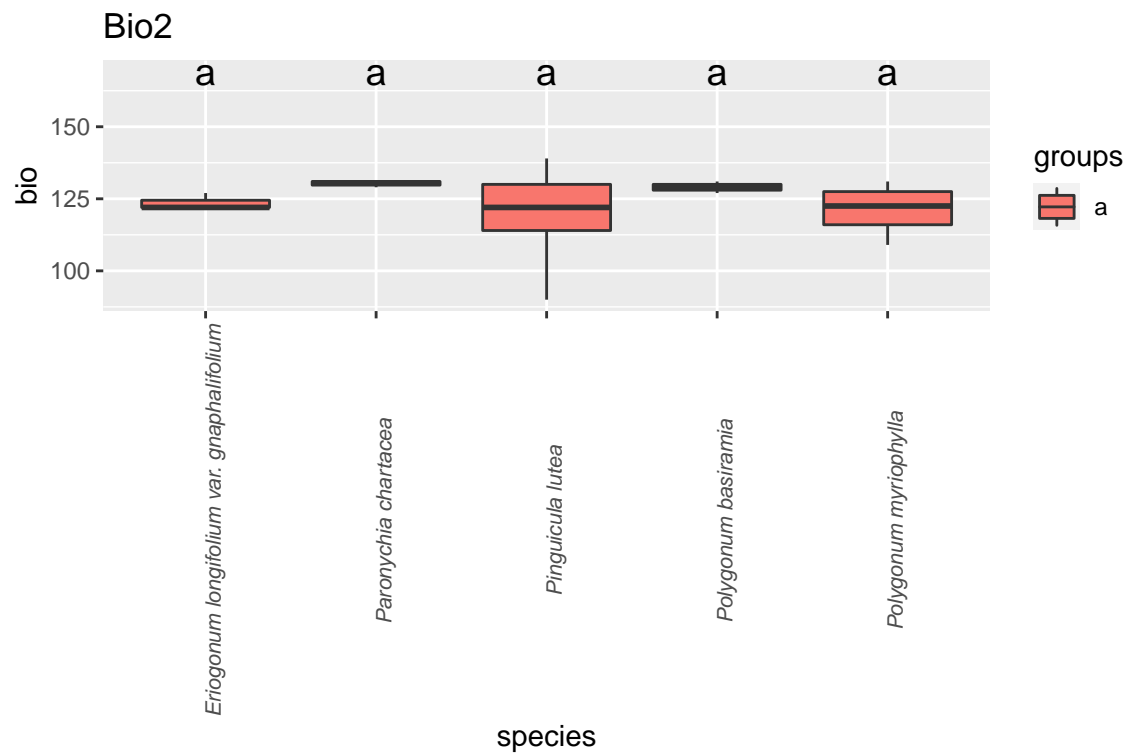 Bio2
a a a a a
150
125
100
bio
groups
a
Eriogonum longifolium var. gnaphalifolium
Paronychia chartacea
Pinguicula lutea
Polygonum basiramia
Polygonum myriophylla
species